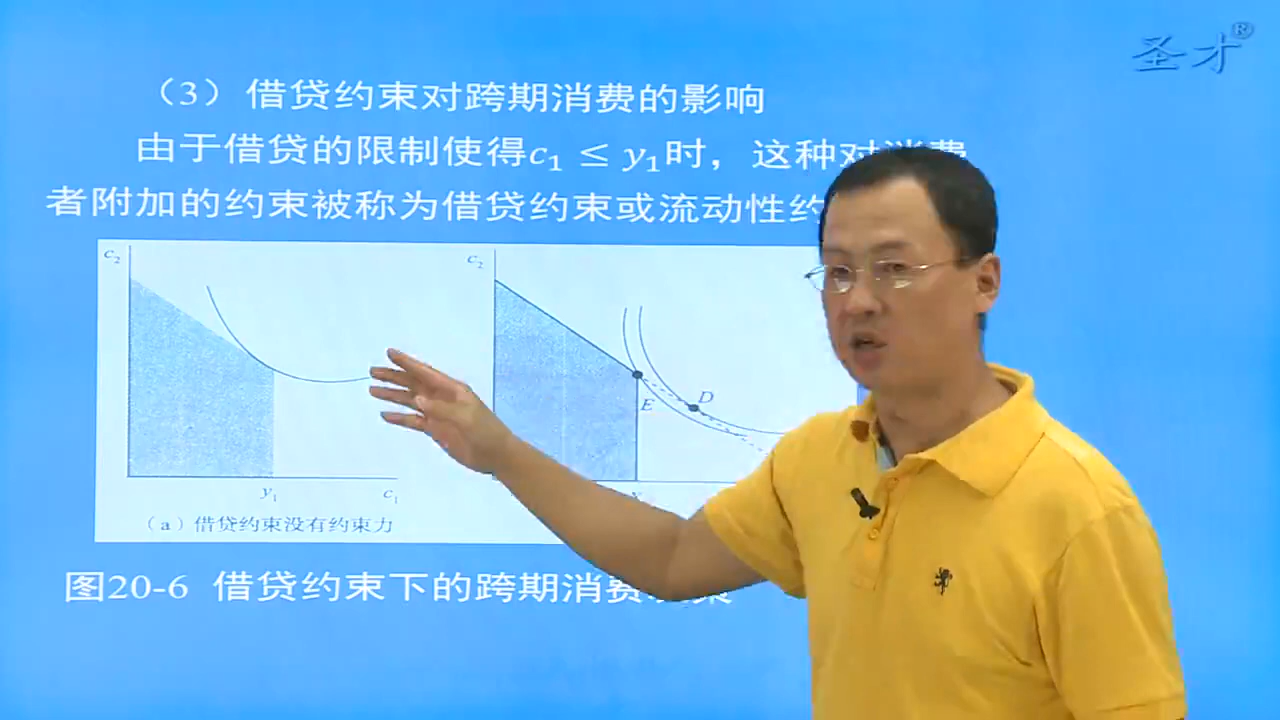 圣才®
（3）借贷约束对跨期消费的影响
由于借贷的限制使得c₁ ≤ y₁时，这种对消费
者附加的约束被称为借贷约束或流动性约
c₂
c₂
E
D
y₁
c₁
（a）借贷约束没有约束力
图20-6 借贷约束下的跨期消费